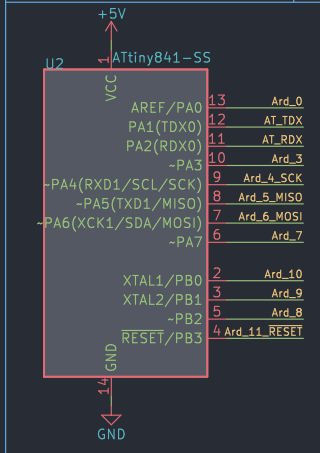 +5V
U2
ATtiny841-SS
1
VCC
AREF/PA0 13 Ard_0
PA1(TDX0) 12 AT_TDX
PA2(RDX0) 11 AT_RDX
~PA3 10 Ard_3
~PA4(RXD1/SCL/SCK) 9 Ard_4_SCK
~PA5(TXD1/MISO) 8 Ard_5_MISO
~PA6(XCK1/SDA/MOSI) 7 Ard_6_MOSI
~PA7 6 Ard_7
XTAL1/PB0 2 Ard_10
XTAL2/PB1 3 Ard_9
~PB2 5 Ard_8
RESET/PB3 4 Ard_11_RESET
GND
14
GND